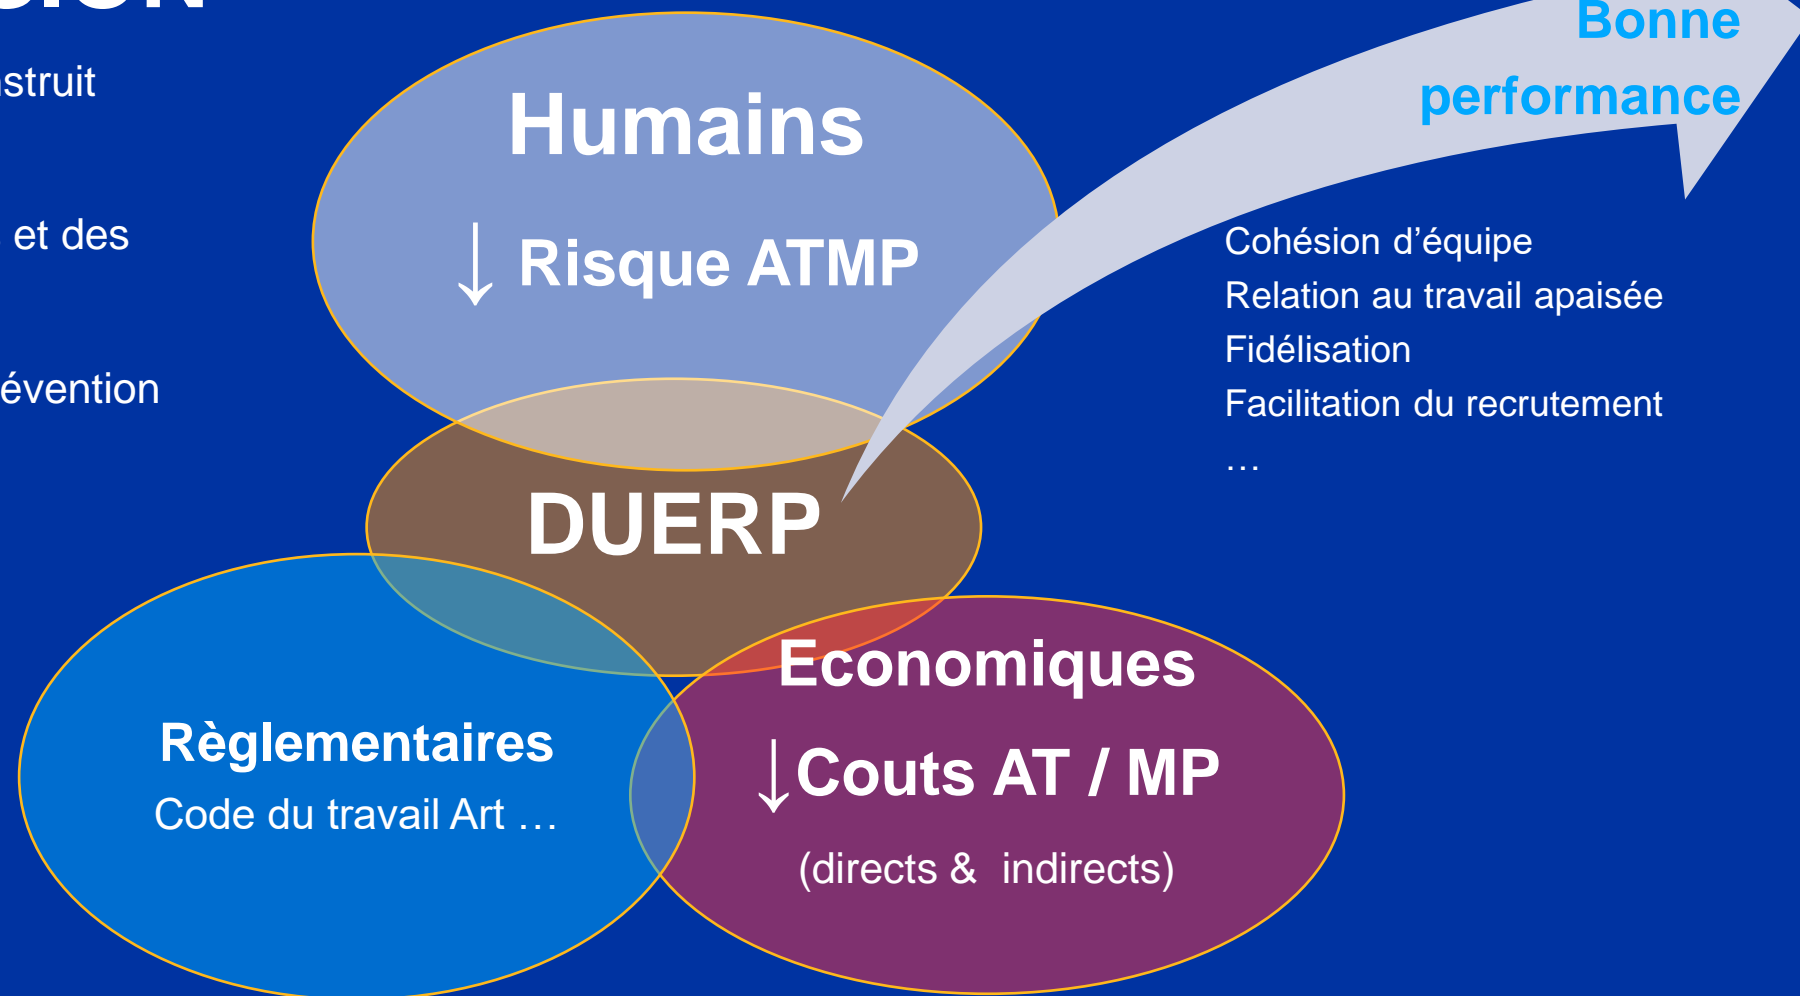 nstruit
et des
évention
Humains
↓ Risque ATMP
DUERP
Règlementaires
Code du travail Art …
Economiques
↓Couts AT / MP
(directs &  indirects)
Bonne
performance
Cohésion d’équipe
Relation au travail apaisée
Fidélisation
Facilitation du recrutement
…